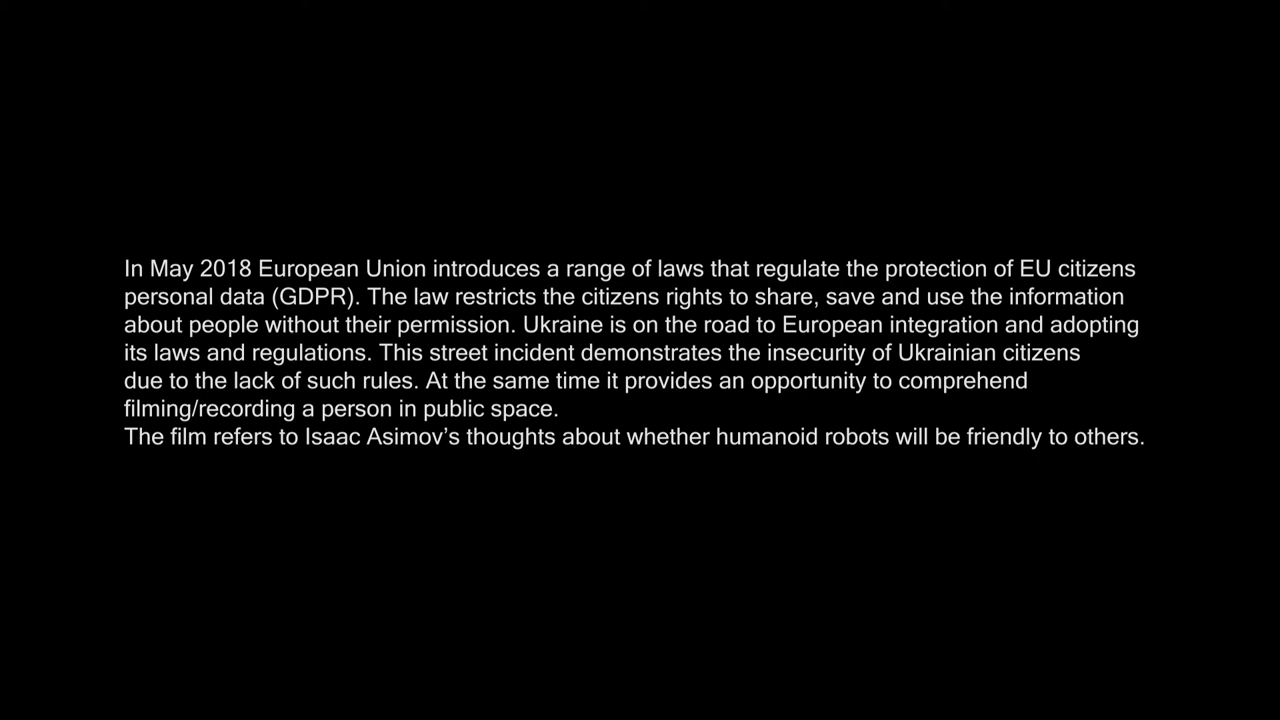 In May 2018 European Union introduces a range of laws that regulate the protection of EU citizens
personal data (GDPR). The law restricts the citizens rights to share, save and use the information
about people without their permission. Ukraine is on the road to European integration and adopting
its laws and regulations. This street incident demonstrates the insecurity of Ukrainian citizens
due to the lack of such rules. At the same time it provides an opportunity to comprehend
filming/recording a person in public space.
The film refers to Isaac Asimov’s thoughts about whether humanoid robots will be friendly to others.